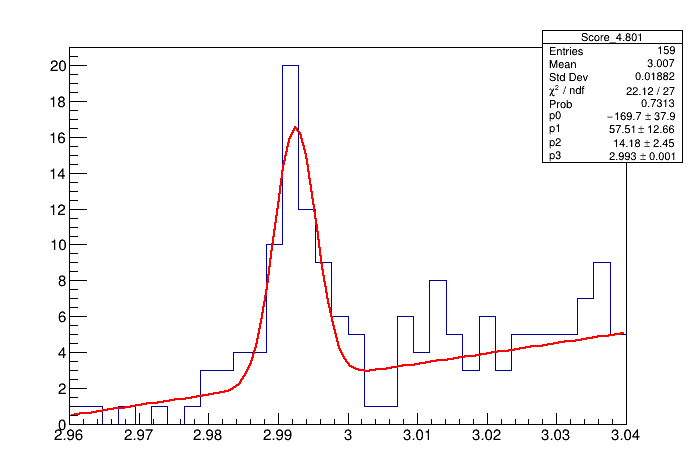 Score_4.801
Entries 159
Mean 3.007
Std Dev 0.01882
χ² / ndf 22.12 / 27
Prob 0.7313
p0 −169.7 ± 37.9
p1 57.51 ± 12.66
p2 14.18 ± 2.45
p3 2.993 ± 0.001
20
18
16
14
12
10
8
6
4
2
0
2.96 2.97 2.98 2.99 3 3.01 3.02 3.03 3.04